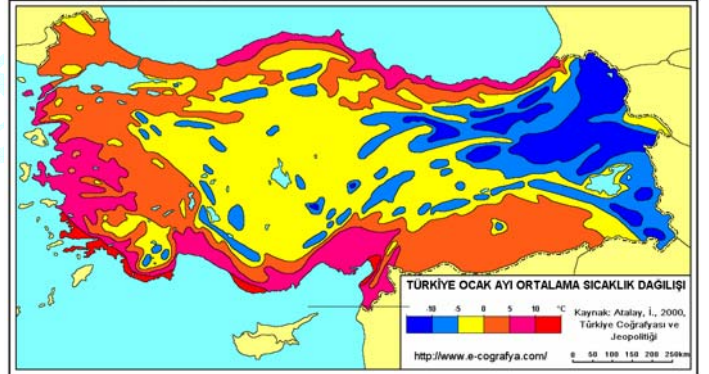 TÜRKİYE OCAK AYI ORTALAMA SICAKLIK DAĞILIŞI
-10 -5 0 5 10 °C
Kaynak: Atalay, İ., 2000,
Türkiye Coğrafyası ve
Jeopolitiği
http://www.e-cografya.com/
0 50 100 150 200 250km